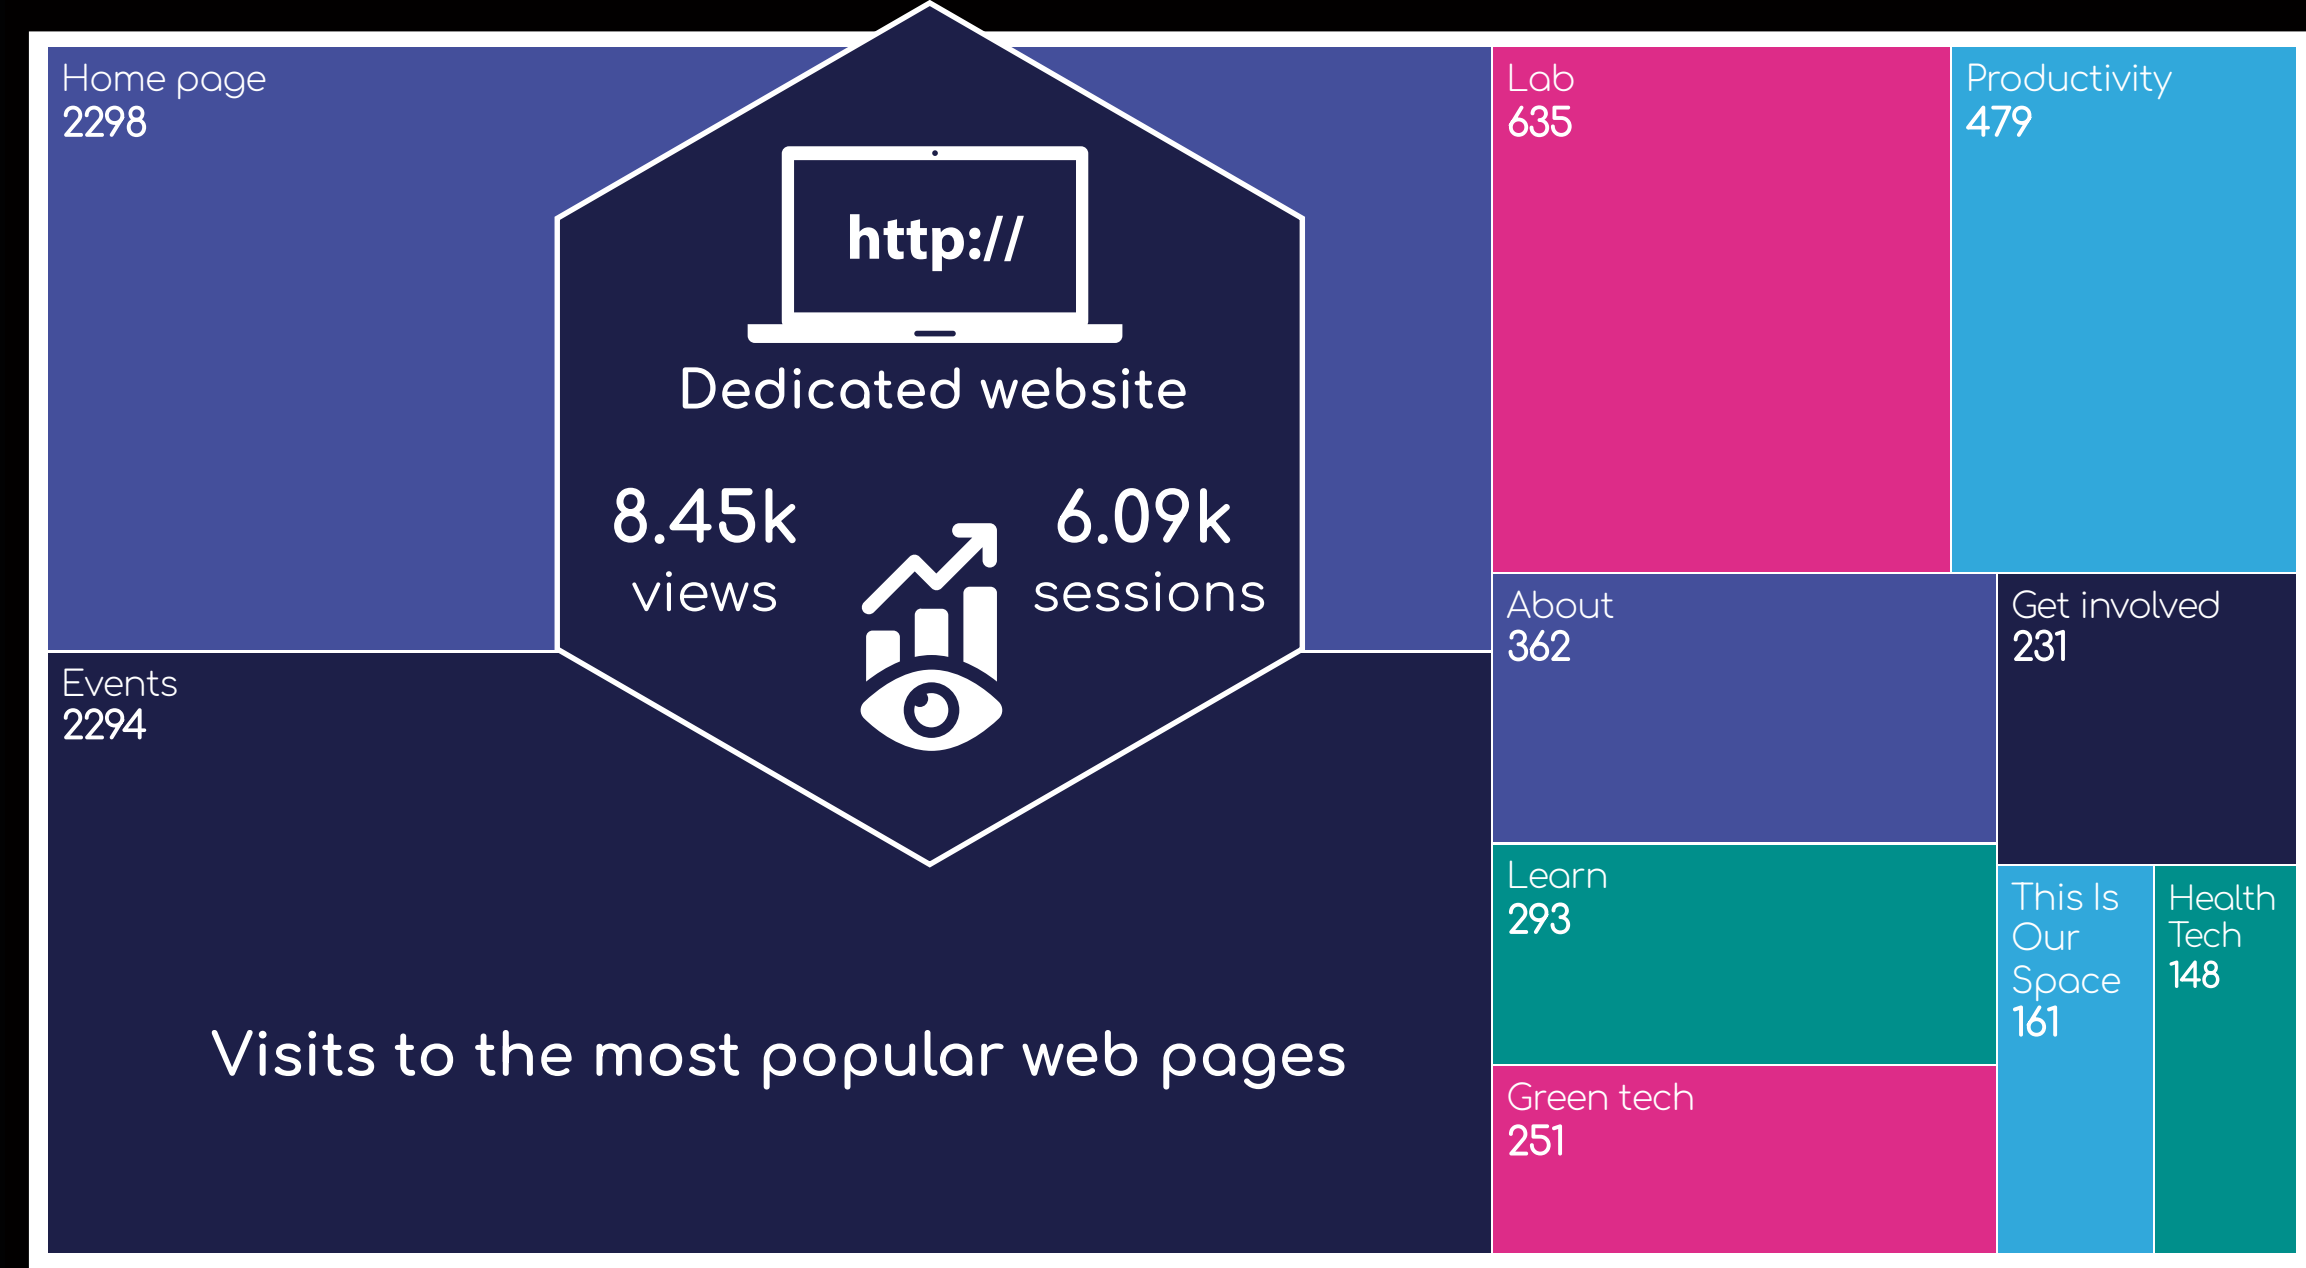 Home page
2298
http://
Dedicated website
8.45k
views
6.09k
sessions
Events
2294
Visits to the most popular web pages
Lab
635
Productivity
479
About
362
Get involved
231
Learn
293
Green tech
251
This Is
Our
Space
161
Health
Tech
148